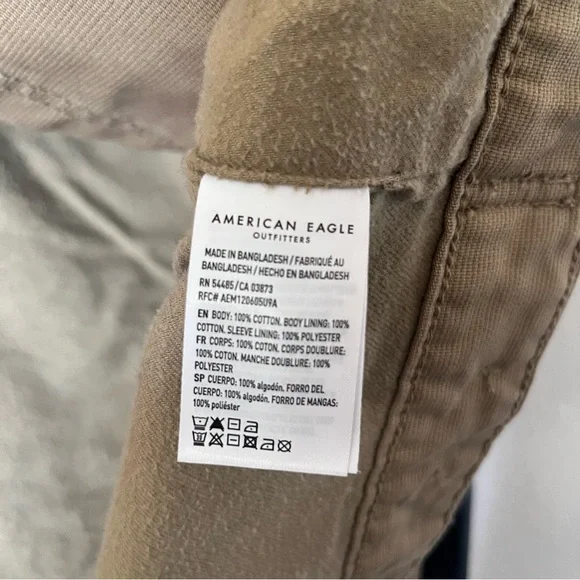 AMERICAN EAGLE
OUTFITTERS
MADE IN BANGLADESH / FABRIQUÉ AU
BANGLADESH / HECHO EN BANGLADESH
RN 54485/CA 03873
RFC# AEM120605U9A
EN BODY: 100% COTTON. BODY LINING: 100%
COTTON. SLEEVE LINING: 100% POLYESTER
FR CORPS: 100% COTON. CORPS DOUBLURE:
100% COTON. MANCHE DOUBLURE: 100%
POLYESTER
SP CUERPO: 100% algodón. FORRO DEL
CUERPO: 100% algodón. FORRO DE MANGAS:
100% poliéster